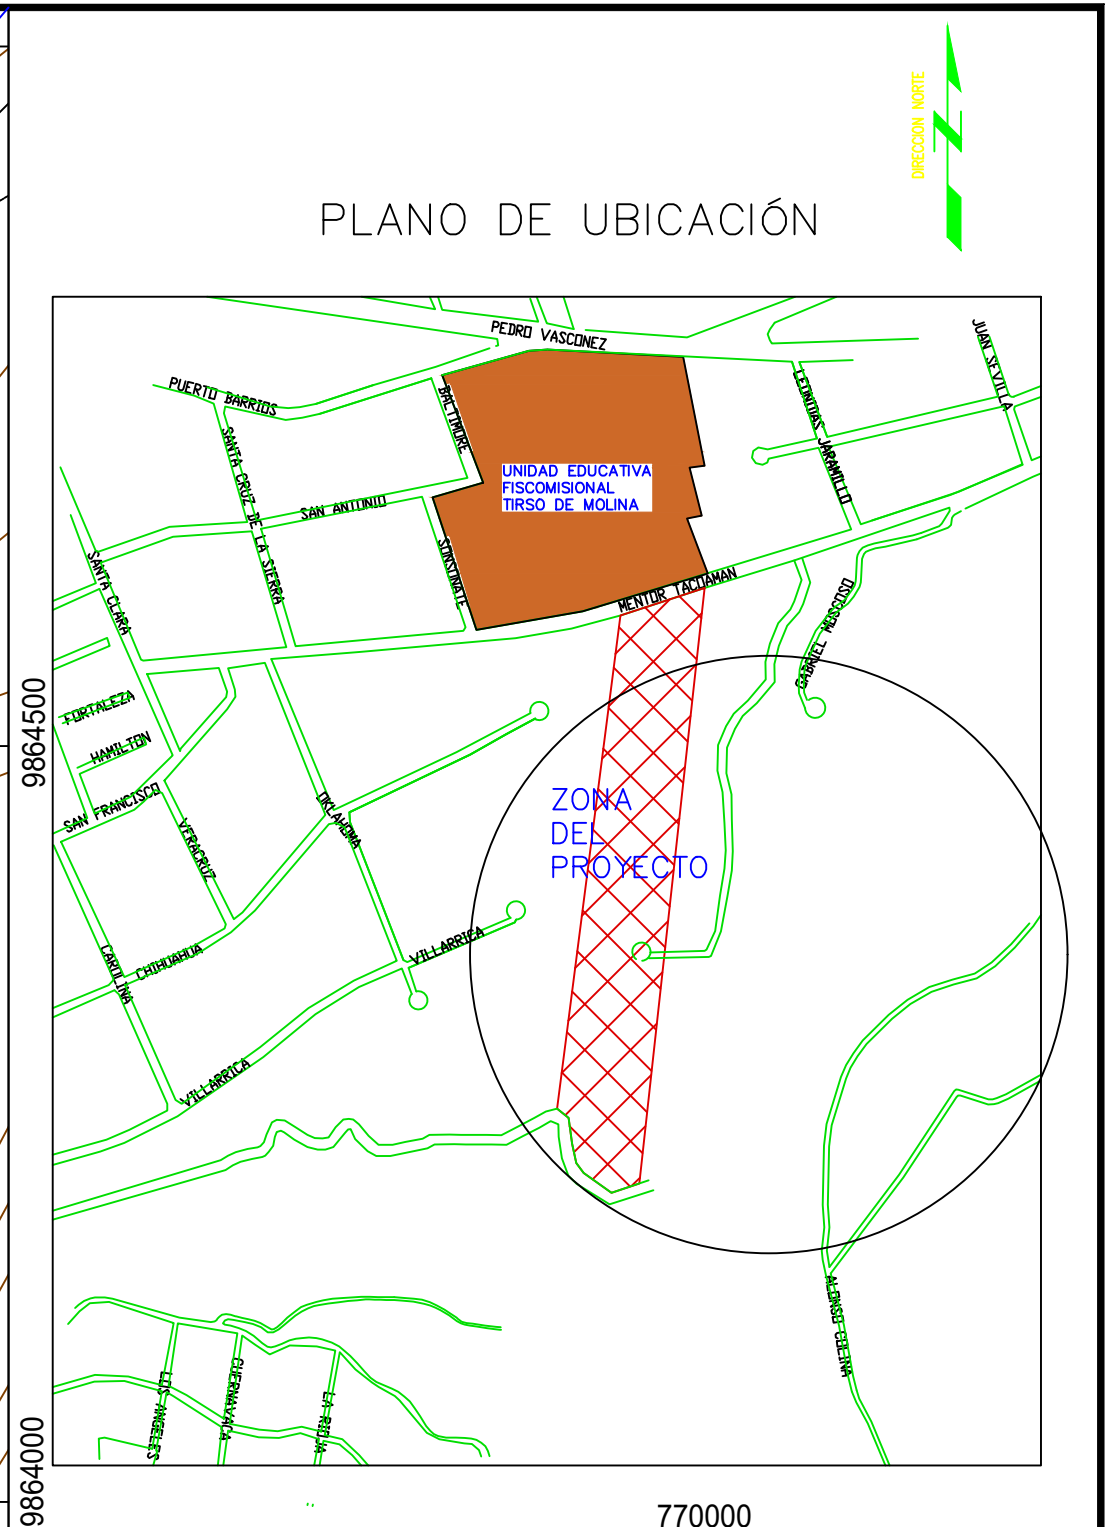 DIRECCION NORTE
N
PLANO DE UBICACIÓN
PEDRO VASCONEZ
JUAN SEVILLA
PUERTO BARRIOS
BALTIMORE
LEONIDAS JARAMILLO
SANTA CRUZ DE LA SIERRA
UNIDAD EDUCATIVA
FISCOMISIONAL
TIRSO DE MOLINA
SAN ANTONIO
SONSONATE
SANTA CLARA
MENTOR TACOAMAN
GABRIEL MOSCOSO
9864500
FORTALEZA
HAMILTON
SAN FRANCISCO
VERACRUZ
OKLAHOMA
ZONA
DEL
PROYECTO
VILLARRICA
CHIHUAHUA
CAROLINA
VILLARRICA
ALONSO COLINA
LOS ANGELES
CUERNAVACA
LA RIOJA
9864000
770000